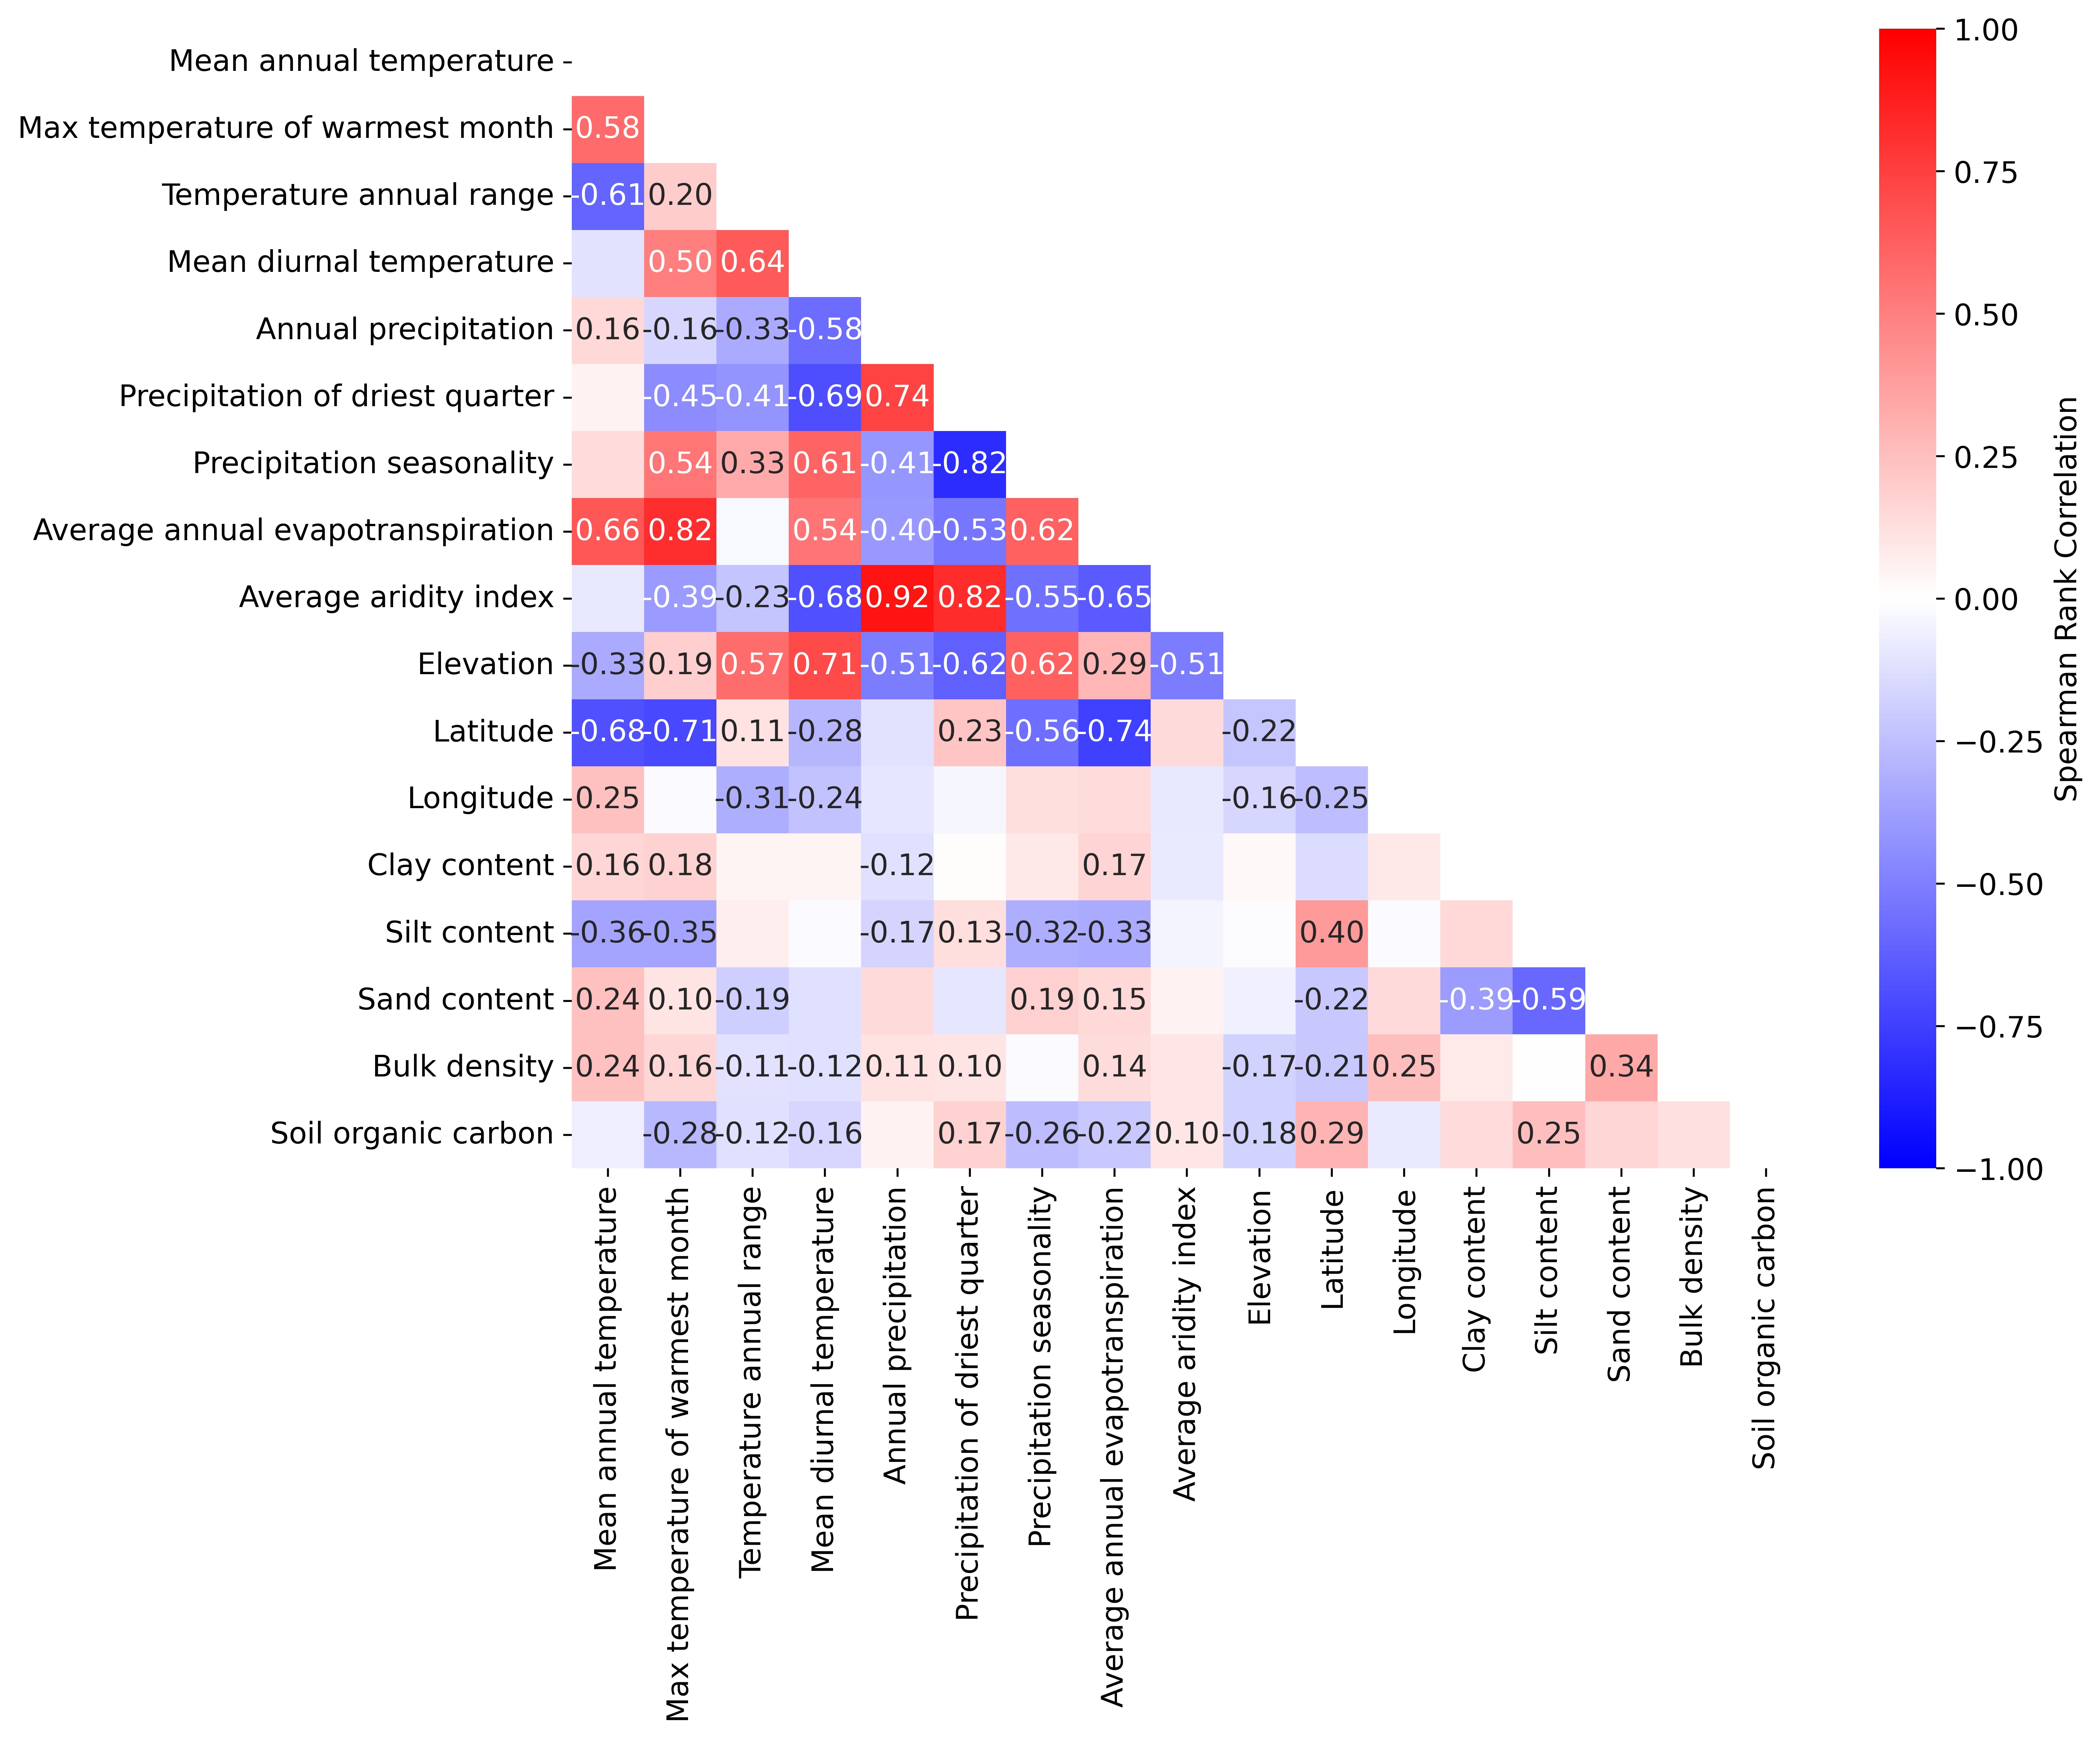 Mean annual temperature
Max temperature of warmest month 0.58
Temperature annual range -0.61 0.20
Mean diurnal temperature 0.50 0.64
Annual precipitation 0.16 -0.16 -0.33 -0.58
Precipitation of driest quarter -0.45 -0.41 -0.69 0.74
Precipitation seasonality 0.54 0.33 0.61 -0.41 -0.82
Average annual evapotranspiration 0.66 0.82 0.54 -0.40 -0.53 0.62
Average aridity index -0.39 -0.23 -0.68 0.92 0.82 -0.55 -0.65
Elevation -0.33 0.19 0.57 0.71 -0.51 -0.62 0.62 0.29 -0.51
Latitude -0.68 -0.71 0.11 -0.28 0.23 -0.56 -0.74 -0.22
Longitude 0.25 -0.31 -0.24 -0.16 -0.25
Clay content 0.16 0.18 -0.12 0.17
Silt content -0.36 -0.35 -0.17 0.13 -0.32 -0.33 0.40
Sand content 0.24 0.10 -0.19 0.19 0.15 -0.22 -0.39 -0.59
Bulk density 0.24 0.16 -0.11 -0.12 0.11 0.10 0.14 -0.17 -0.21 0.25 0.34
Soil organic carbon -0.28 -0.12 -0.16 0.17 -0.26 -0.22 0.10 -0.18 0.29 0.25
Mean annual temperature
Max temperature of warmest month
Temperature annual range
Mean diurnal temperature
Annual precipitation
Precipitation of driest quarter
Precipitation seasonality
Average annual evapotranspiration
Average aridity index
Elevation
Latitude
Longitude
Clay content
Silt content
Sand content
Bulk density
Soil organic carbon
1.00
0.75
0.50
0.25
0.00
−0.25
−0.50
−0.75
−1.00
Spearman Rank Correlation